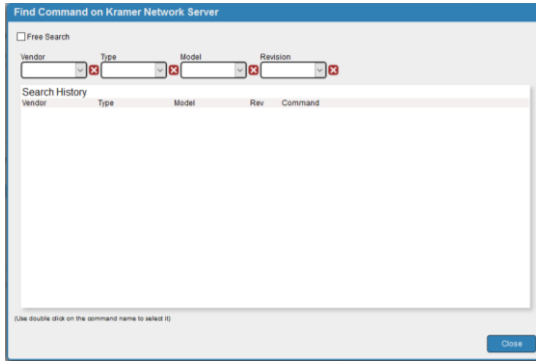 Find Command on Kramer Network Server
Free Search
Vendor Type Model Revision
Search History
Vendor Type Model Rev Command
(Use double click on the command name to select it)
Close